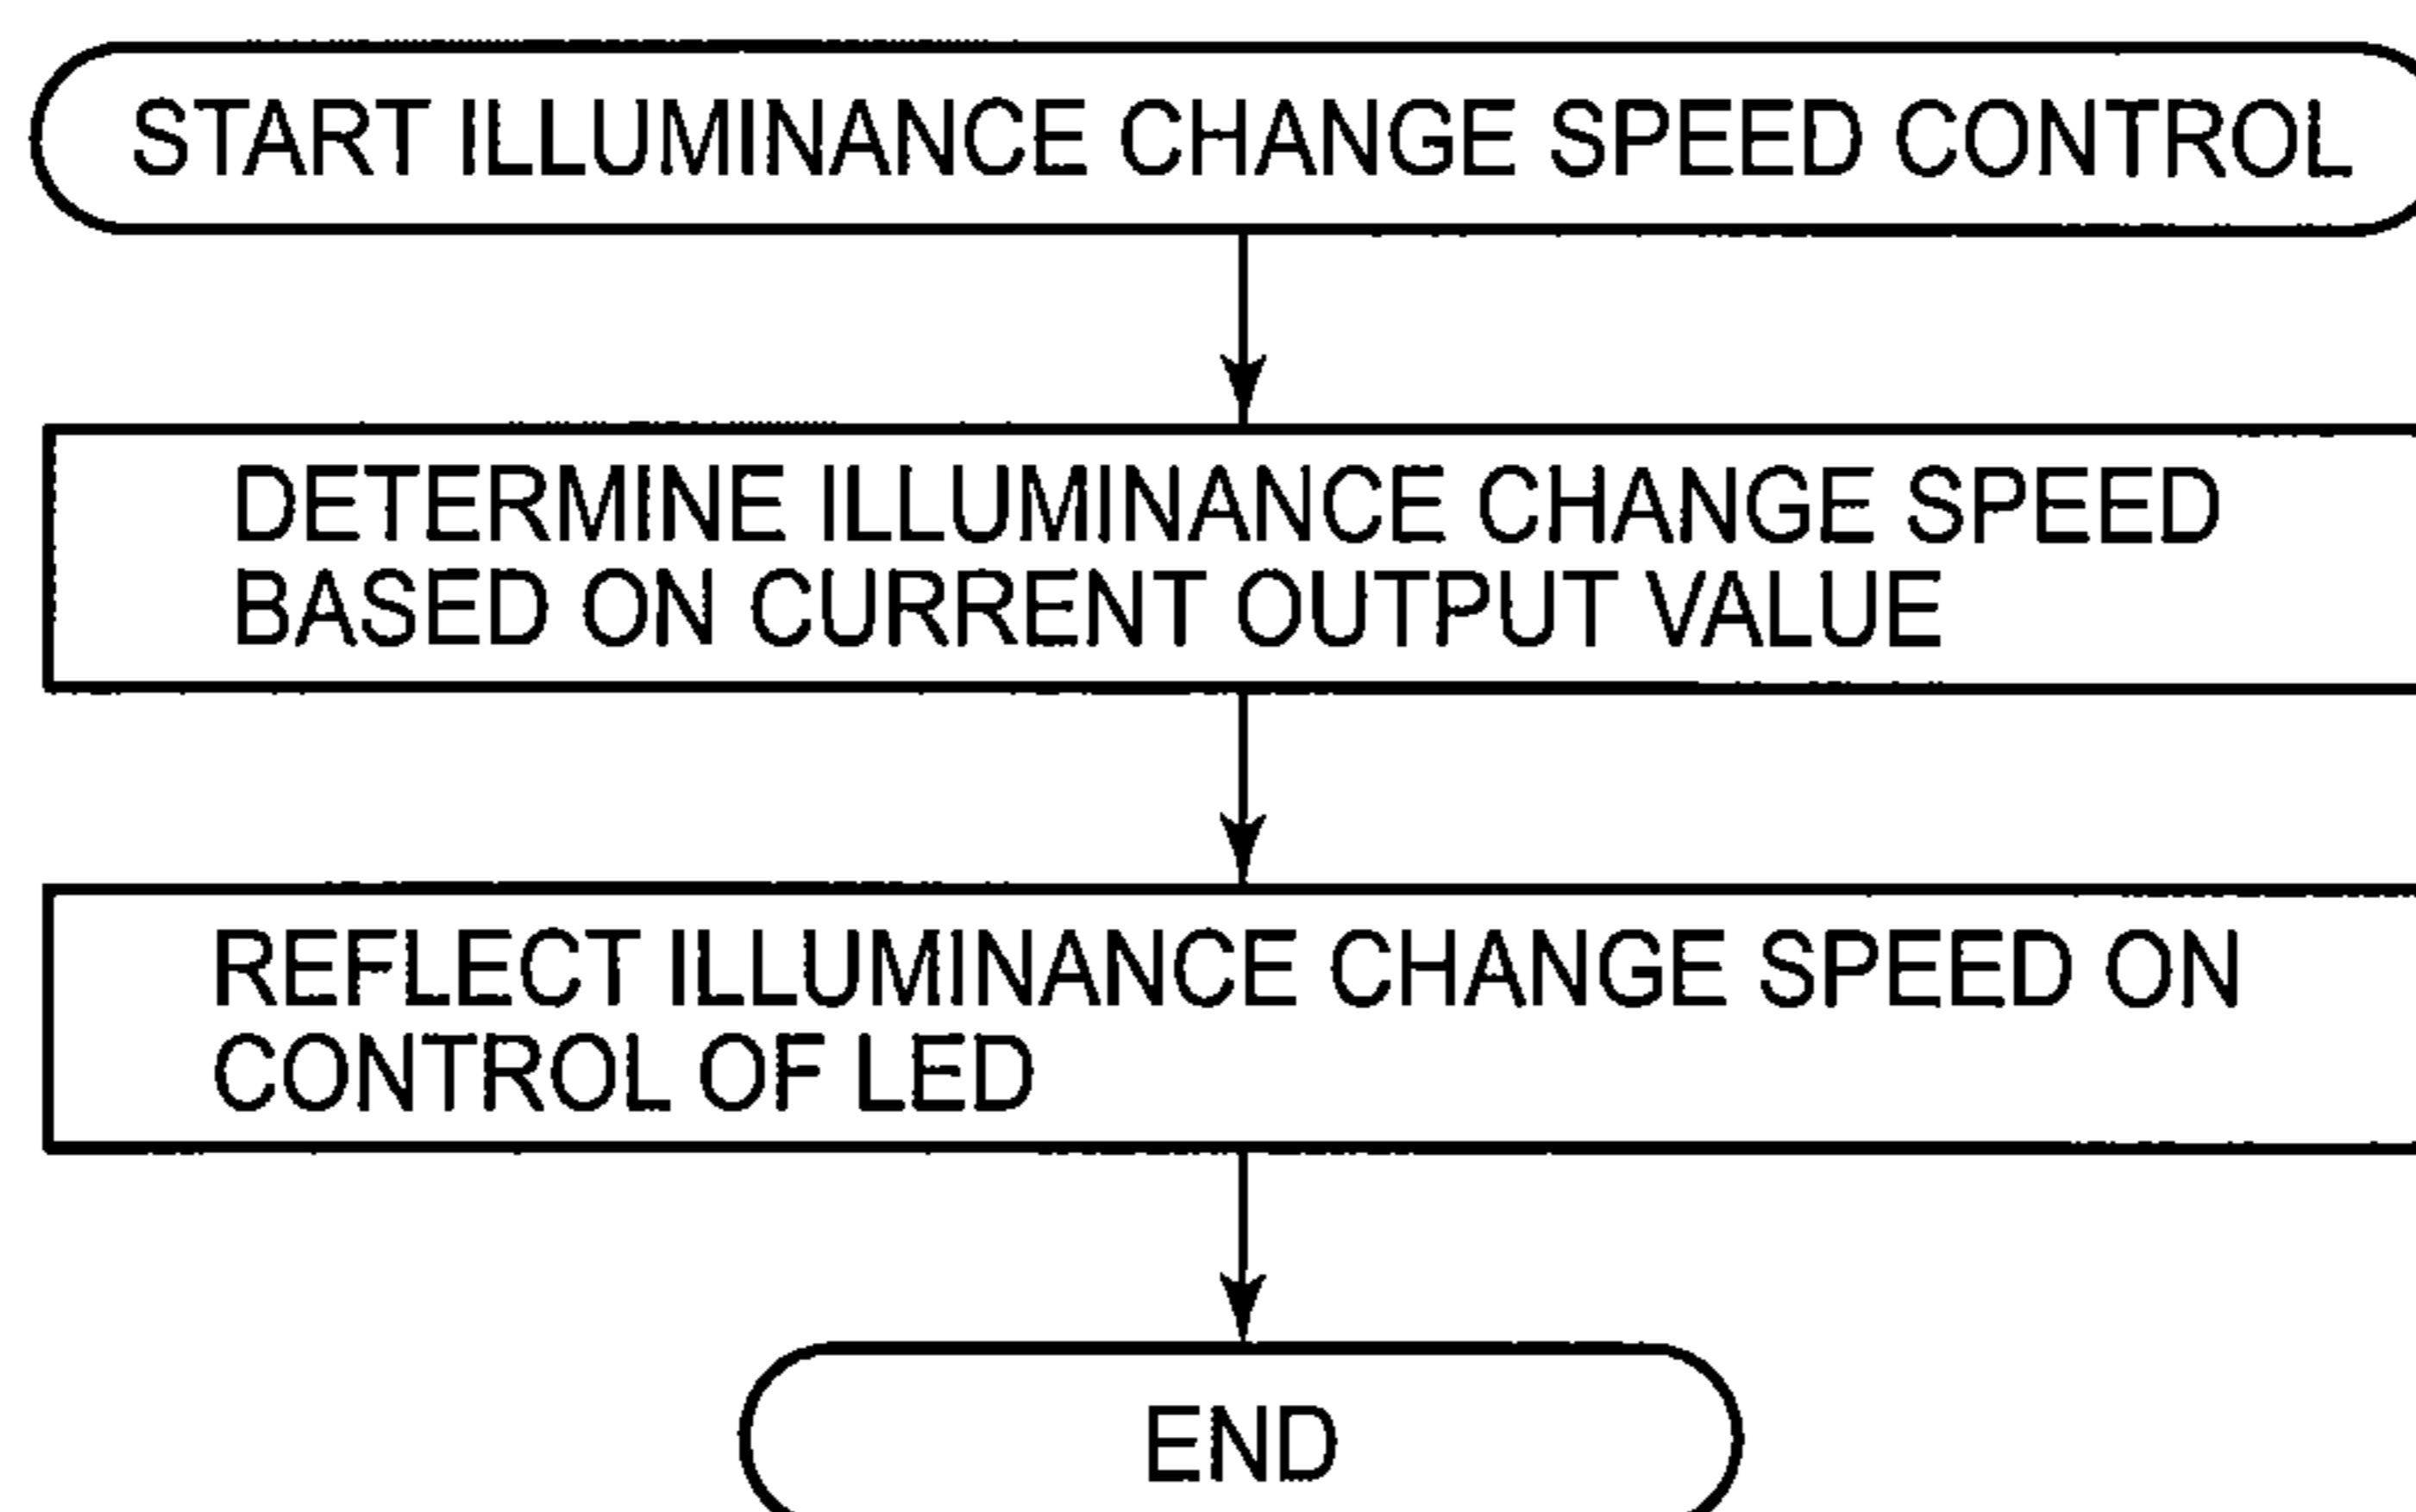 START ILLUMINANCE CHANGE SPEED CONTROL
DETERMINE ILLUMINANCE CHANGE SPEED
BASED ON CURRENT OUTPUT VALUE
REFLECT ILLUMINANCE CHANGE SPEED ON
CONTROL OF LED
END